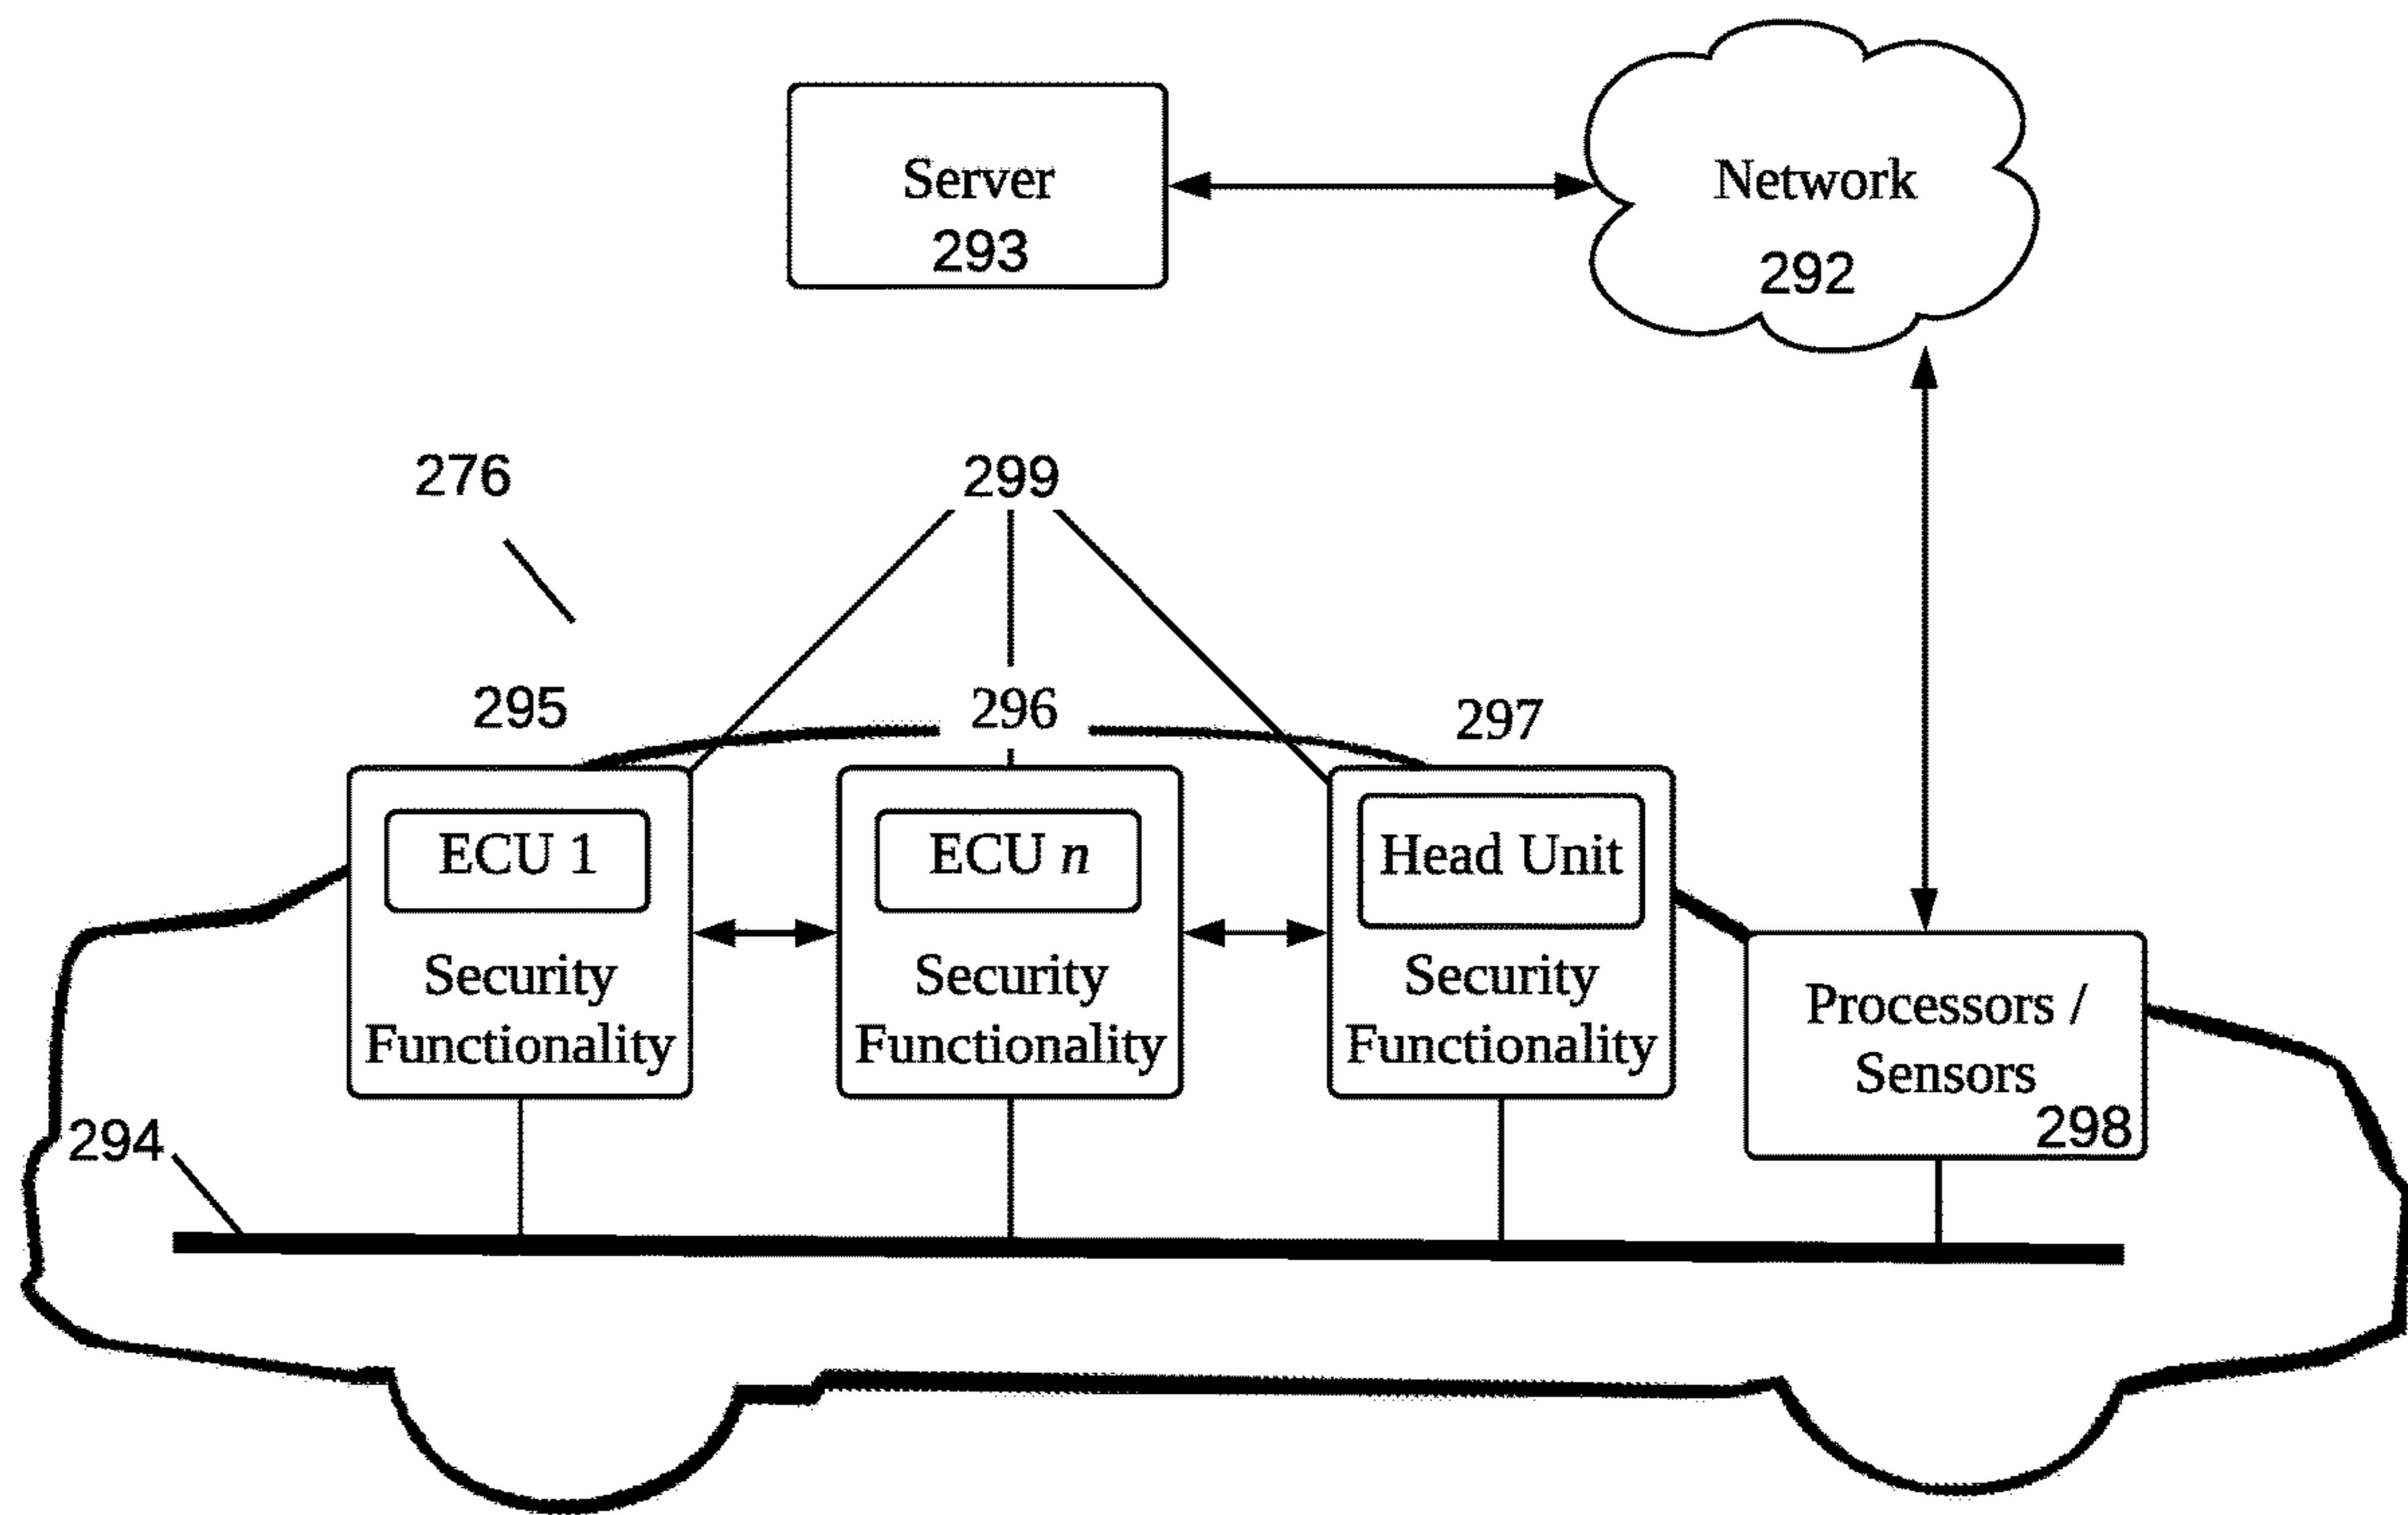 Server
293
Network
292
276
299
295
296
297
ECU 1
Security
Functionality
ECU n
Security
Functionality
Head Unit
Security
Functionality
Processors /
Sensors
298
294